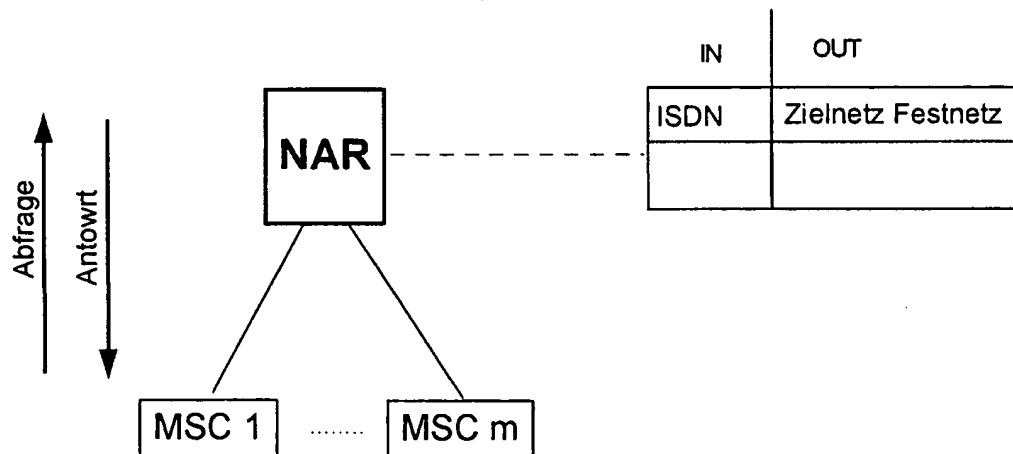 IN OUT
ISDN Zielnetz Festnetz
NAR
Abfrage
Antowrt
MSC 1 ........ MSC m